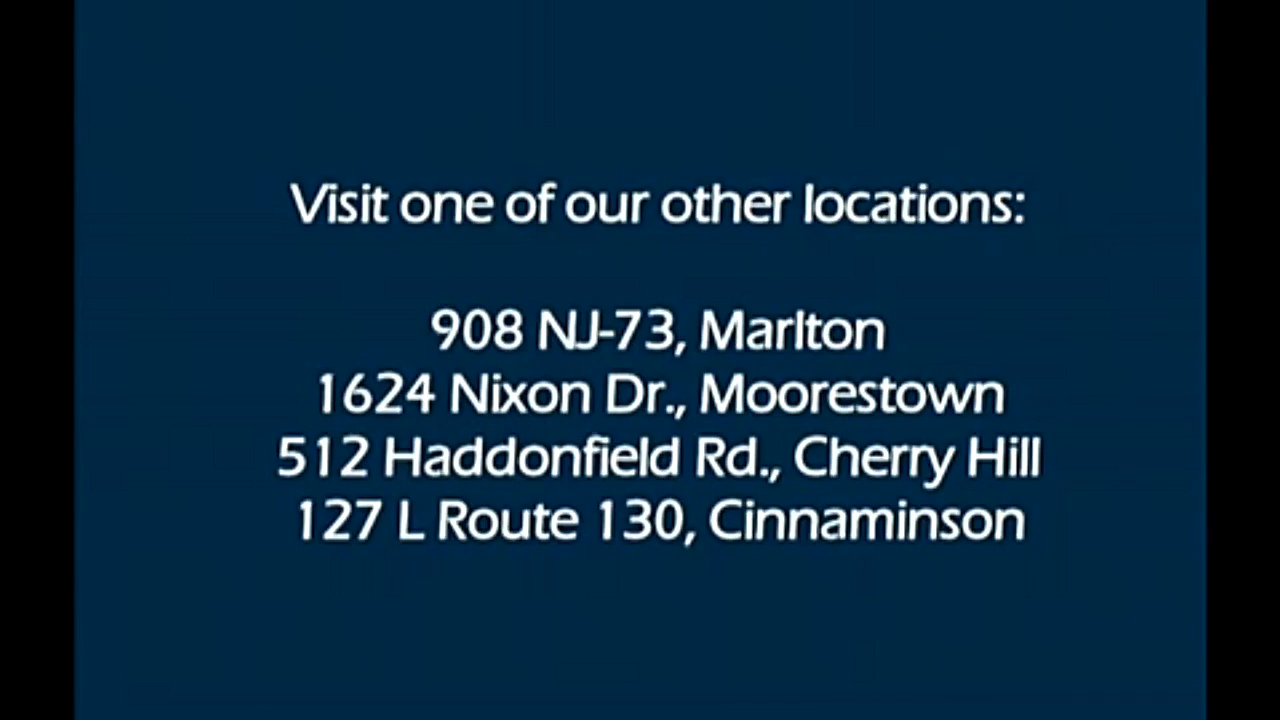 Visit one of our other locations:
908 NJ-73, Marlton
1624 Nixon Dr., Moorestown
512 Haddonfield Rd., Cherry Hill
127 L Route 130, Cinnaminson